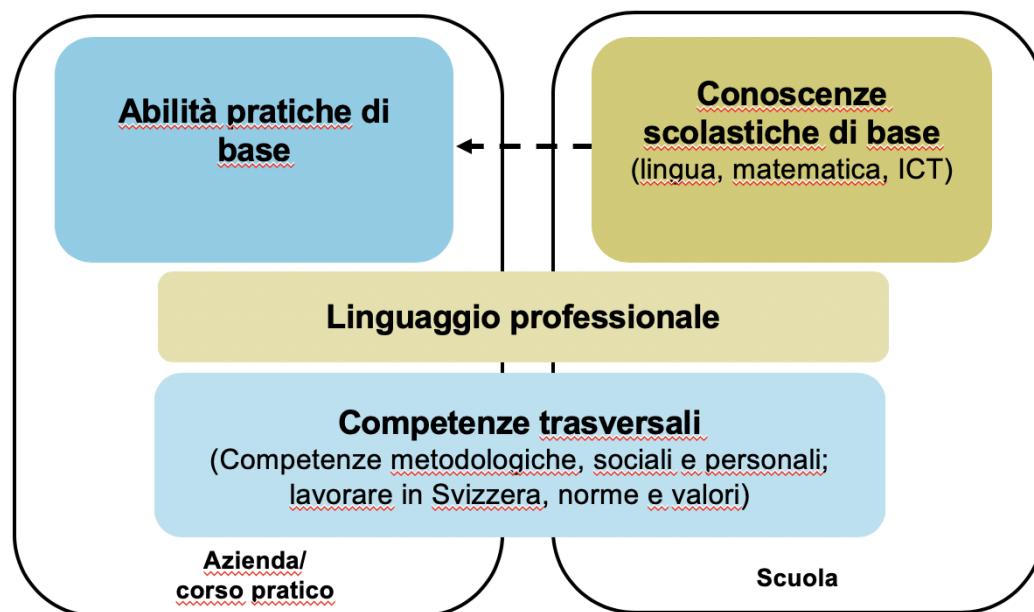 Abilità pratiche di
base
Conoscenze
scolastiche di base
(lingua, matematica, ICT)
Linguaggio professionale
Competenze trasversali
(Competenze metodologiche, sociali e personali;
lavorare in Svizzera, norme e valori)
Azienda/
corso pratico
Scuola